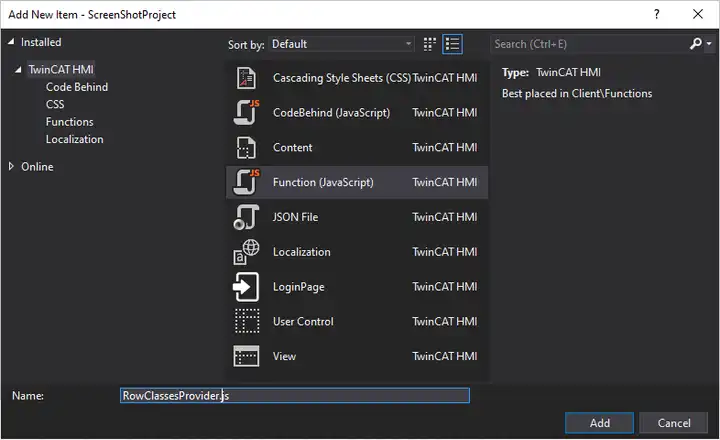 Add New Item - ScreenShotProject
? ×
Installed
Sort by: Default
Search (Ctrl+E)
TwinCAT HMI
Code Behind
CSS
Functions
Localization
Online
Cascading Style Sheets (CSS) TwinCAT HMI
CodeBehind (JavaScript) TwinCAT HMI
Content TwinCAT HMI
Function (JavaScript) TwinCAT HMI
JSON File TwinCAT HMI
Localization TwinCAT HMI
LoginPage TwinCAT HMI
User Control TwinCAT HMI
View TwinCAT HMI
Type: TwinCAT HMI
Best placed in Client\Functions
Name: RowClassesProvider.js
Add Cancel